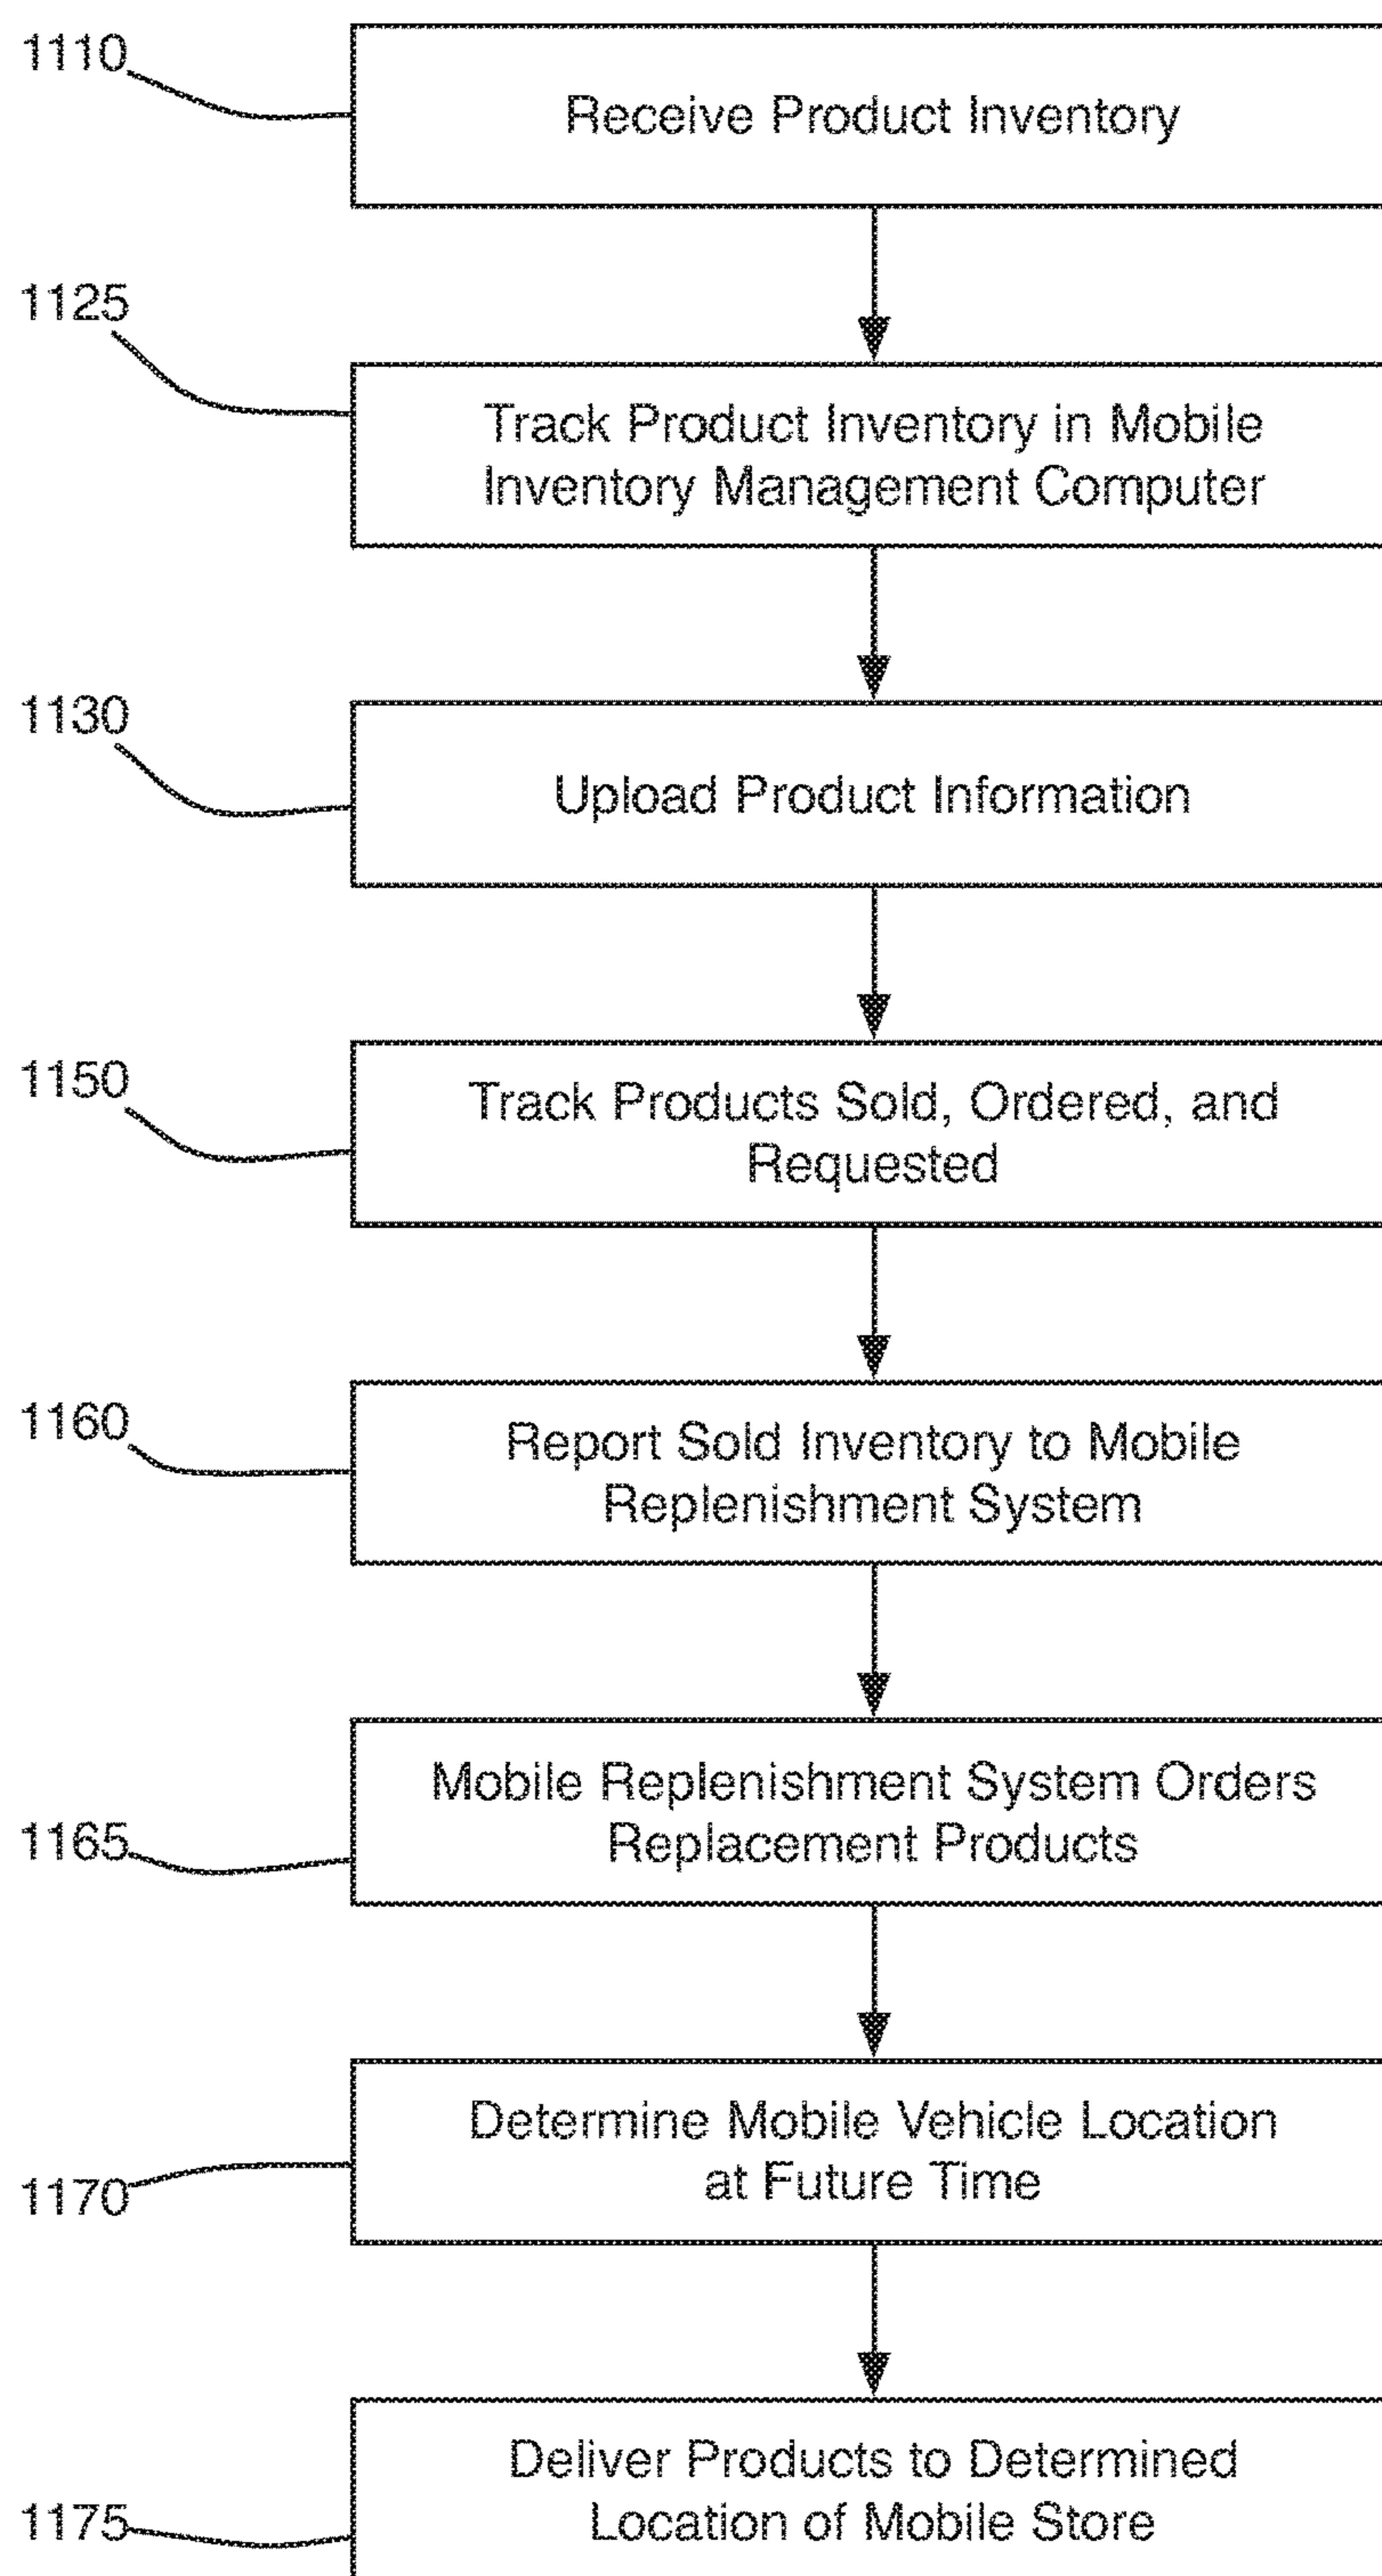 1110
Receive Product Inventory
1125
Track Product Inventory in Mobile
Inventory Management Computer
1130
Upload Product Information
1150
Track Products Sold, Ordered, and
Requested
1160
Report Sold Inventory to Mobile
Replenishment System
Mobile Replenishment System Orders
Replacement Products
1165
Determine Mobile Vehicle Location
at Future Time
1170
Deliver Products to Determined
Location of Mobile Store
1175